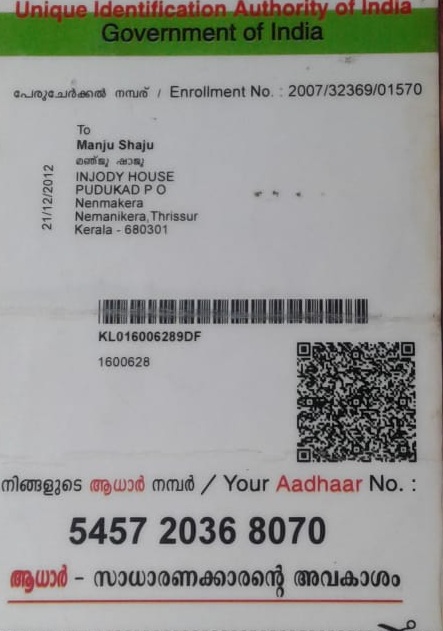 Unique Identification Authority of India
Government of India
പേരുചേർക്കൽ നമ്പര് / Enrollment No. : 2007/32369/01570
21/12/2012
To
Manju Shaju
മഞ്ജു ഷാജു
INJODY HOUSE
PUDUKAD P O
Nenmakera
Nemanikera,Thrissur
Kerala - 680301
KL016006289DF
1600628
നിങ്ങളുടെ ആധാർ നമ്പർ / Your Aadhaar No. :
5457 2036 8070
ആധാർ - സാധാരണക്കാരന്റെ അവകാശം